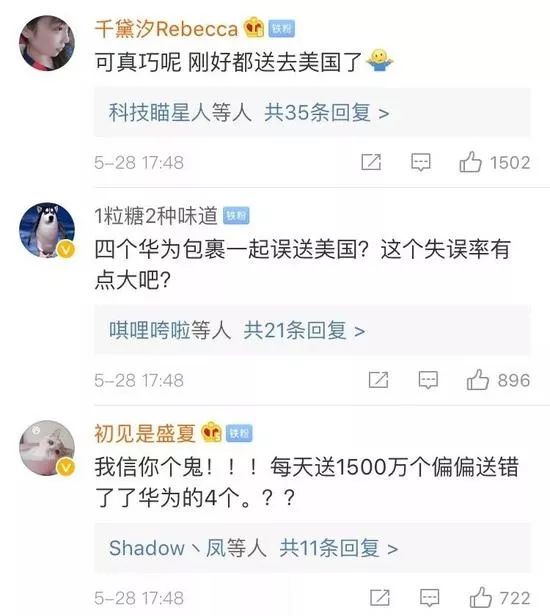 千黛汐Rebecca 铁粉
可真巧呢 刚好都送去美国了
科技瞄星人等人 共35条回复 >
5-28 17:48 1502
1粒糖2种味道 铁粉
四个华为包裹一起误送美国？这个失误率有
点大吧？
唭哩咵啦等人 共21条回复 >
5-28 17:48 896
初见是盛夏 铁粉
我信你个鬼！！！每天送1500万个偏偏送错
了了华为的4个。？？
Shadow丶凤等人 共11条回复 >
5-28 17:48 722